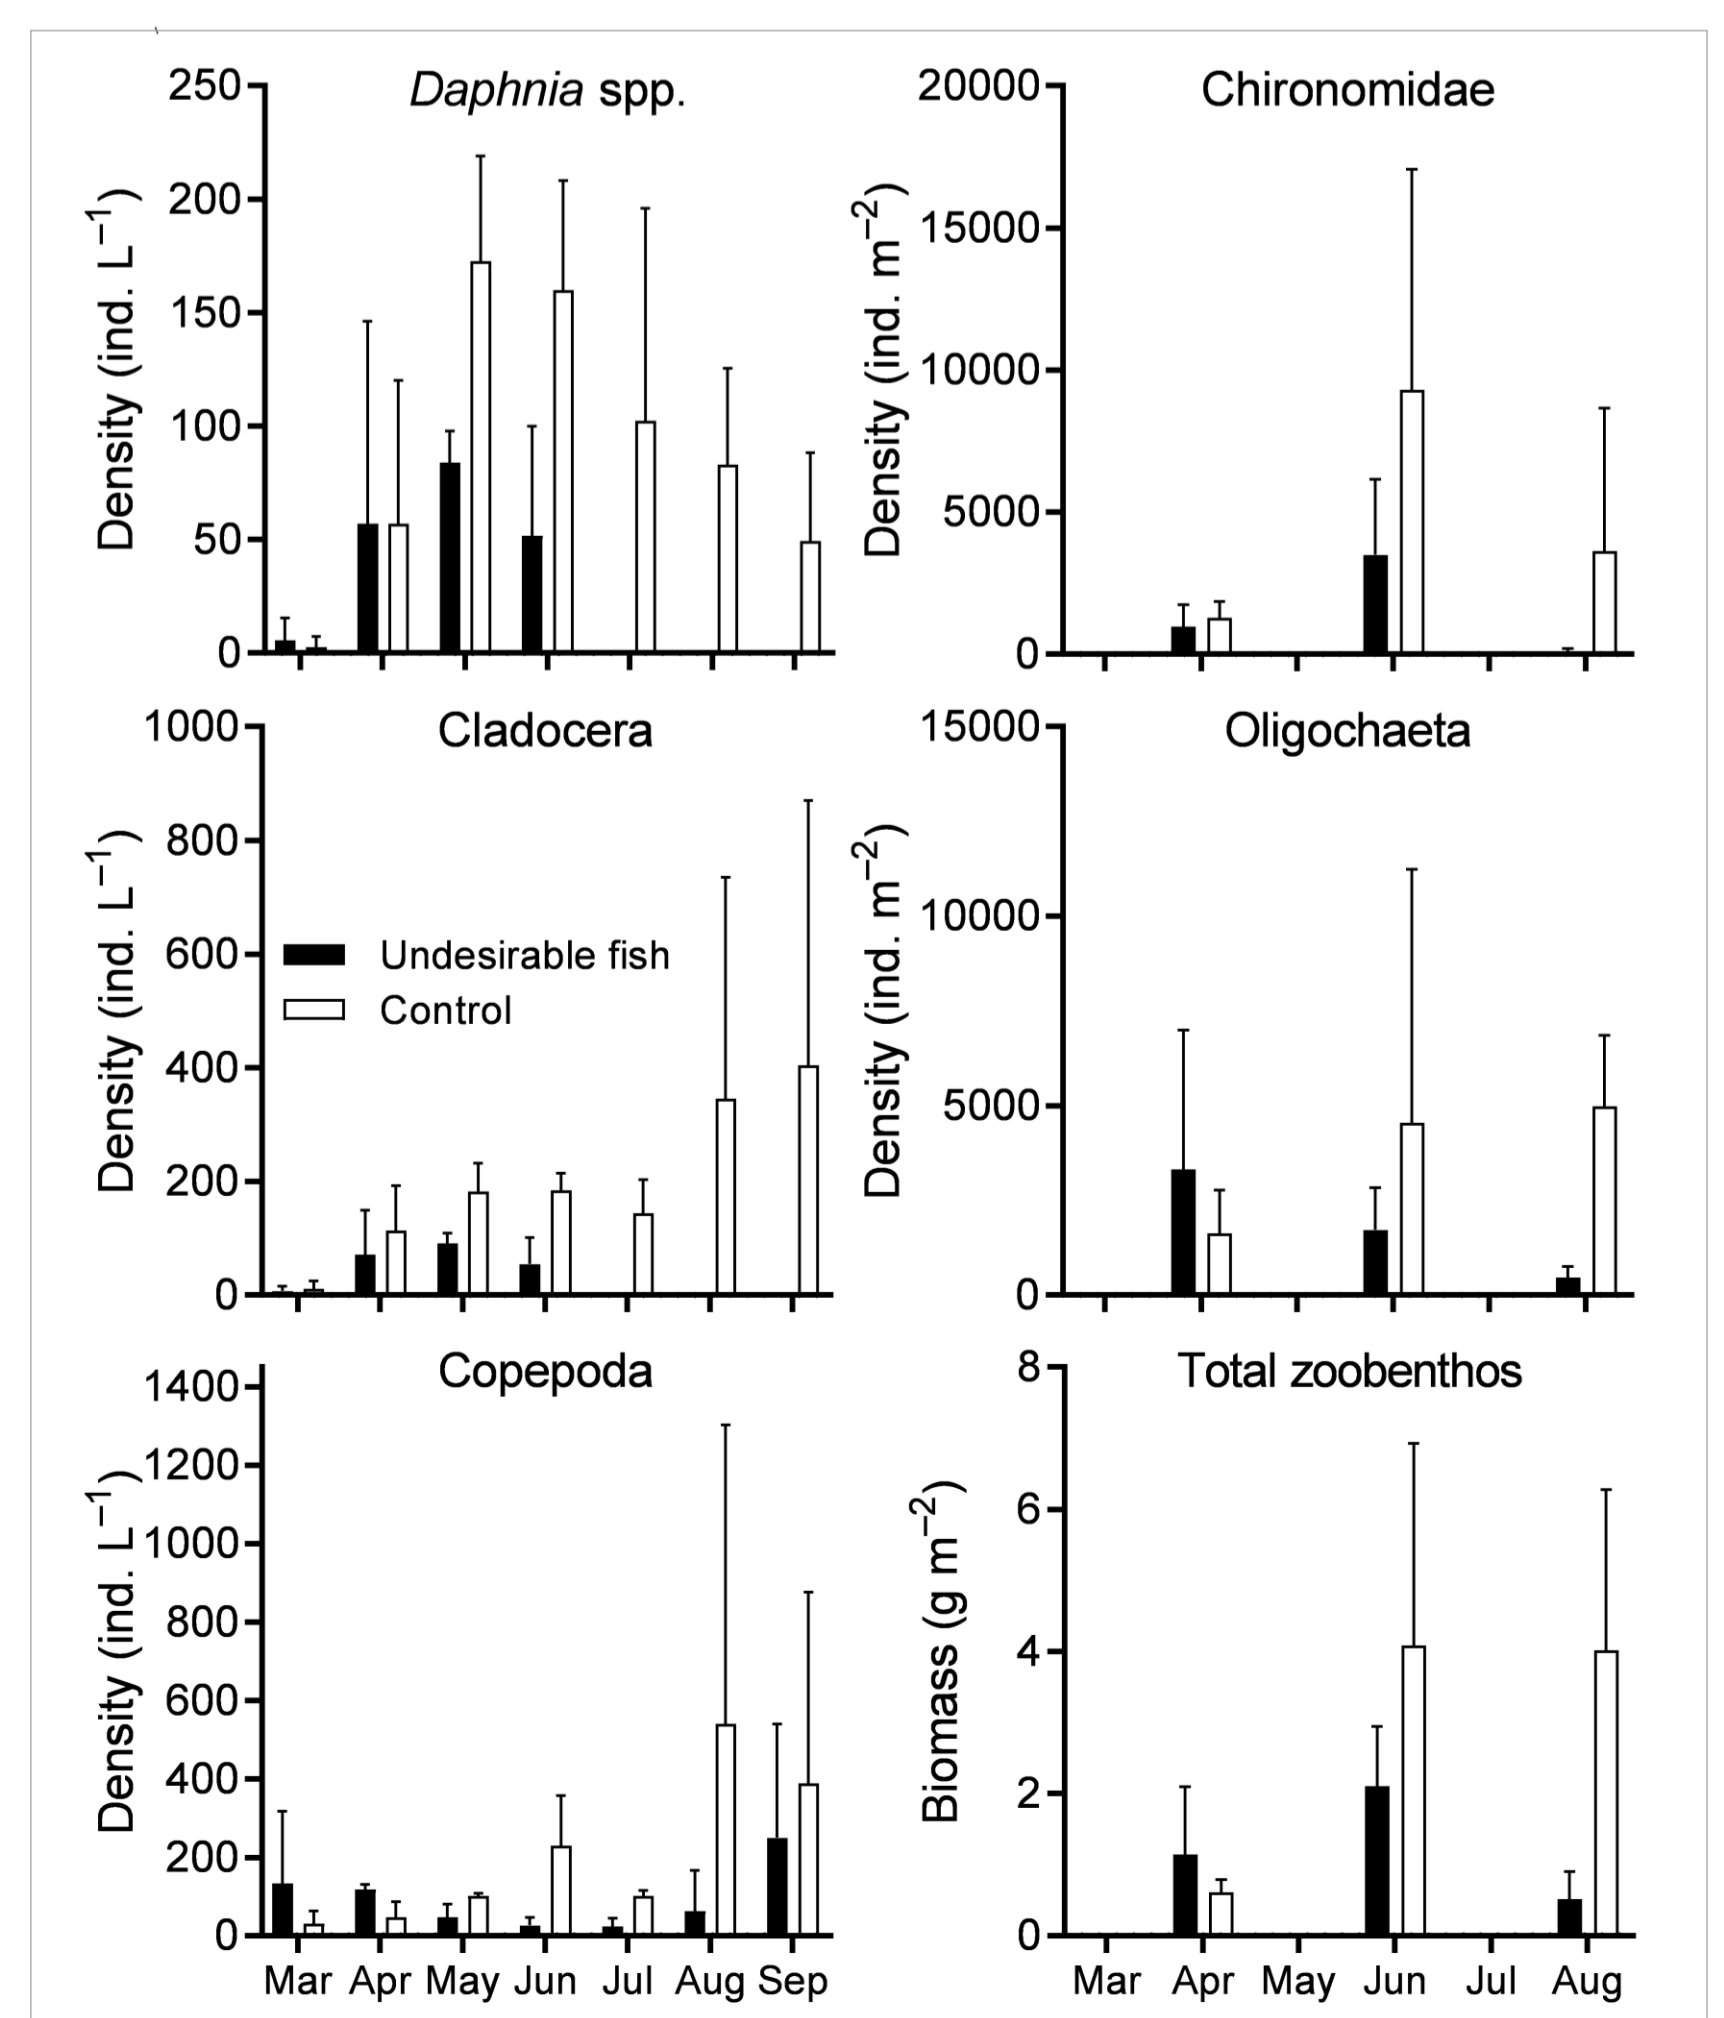 Daphnia spp.
250
200
150
100
50
0
Density (ind. L−1)
Chironomidae
20000
15000
10000
5000
0
Density (ind. m−2)
Cladocera
1000
800
600
400
200
0
Density (ind. L−1)
Undesirable fish
Control
Oligochaeta
15000
10000
5000
0
Density (ind. m−2)
Copepoda
1400
1200
1000
800
600
400
200
0
Density (ind. L−1)
Mar Apr May Jun Jul Aug Sep
Total zoobenthos
8
6
4
2
0
Biomass (g m−2)
Mar Apr May Jun Jul Aug